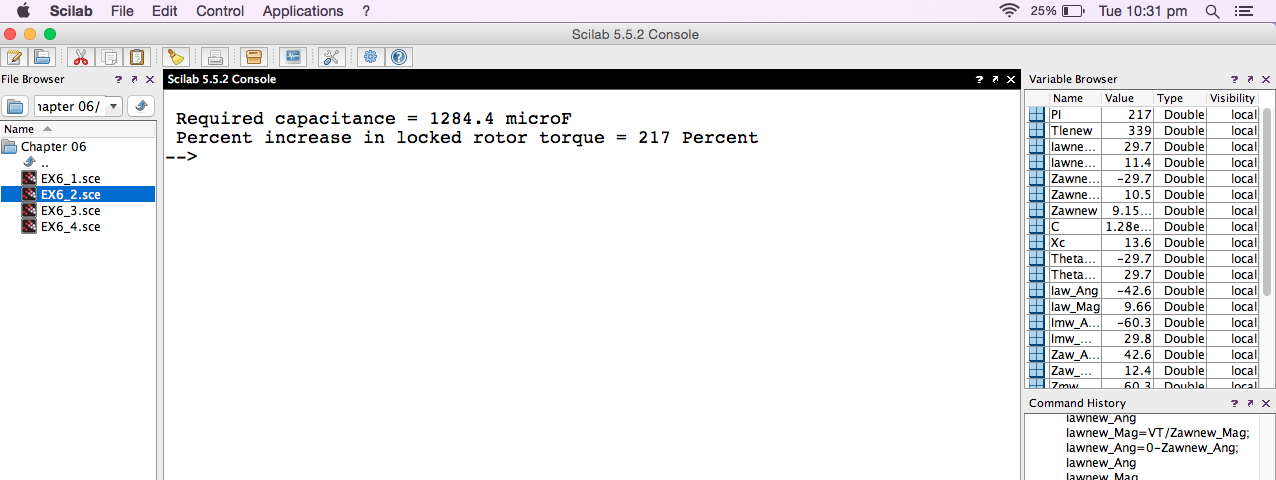 Scilab File Edit Control Applications ?
25% Tue 10:31 pm
Scilab 5.5.2 Console
File Browser ?
hapter 06/
Name
Chapter 06
..
EX6_1.sce
EX6_2.sce
EX6_3.sce
EX6_4.sce
Scilab 5.5.2 Console ?
Required capacitance = 1284.4 microF
Percent increase in locked rotor torque = 217 Percent
-->
Variable Browser ?
Name Value Type Visibility
PI 217 Double local
Tlenew 339 Double local
Iawne... 29.7 Double local
Iawne... 11.4 Double local
Zawne... -29.7 Double local
Zawne... 10.5 Double local
Zawnew 9.15... Double local
C 1.28e... Double local
Xc 13.6 Double local
Theta... -29.7 Double local
Theta... 29.7 Double local
Iaw_Ang -42.6 Double local
Iaw_Mag 9.66 Double local
Imw_A... -60.3 Double local
Imw_... 29.8 Double local
Zaw_A... 42.6 Double local
Zaw_... 12.4 Double local
Zmw 60.3 Double local
Command History ?
Iawnew_Ang
Iawnew_Mag=VT/Zawnew_Mag;
Iawnew_Ang=0-Zawnew_Ang;
Iawnew_Ang
Iawnew_Mag